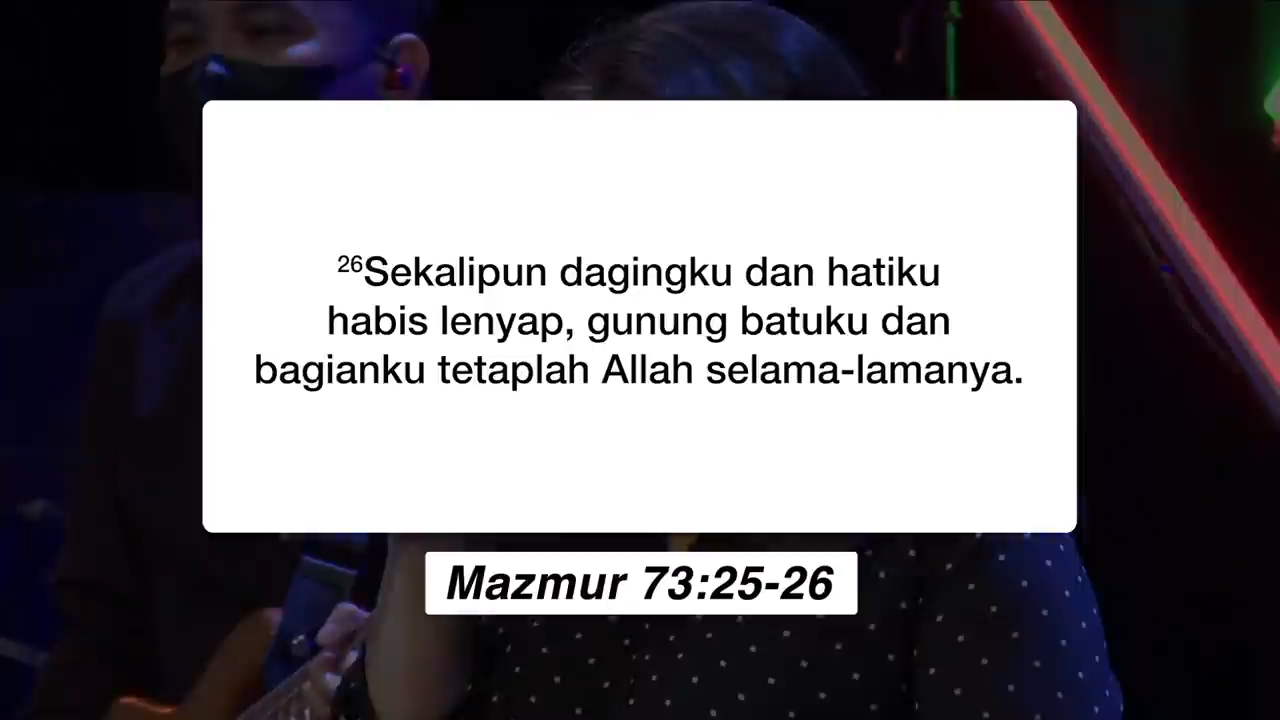 26Sekalipun dagingku dan hatiku
habis lenyap, gunung batuku dan
bagianku tetaplah Allah selama-lamanya.
Mazmur 73:25-26